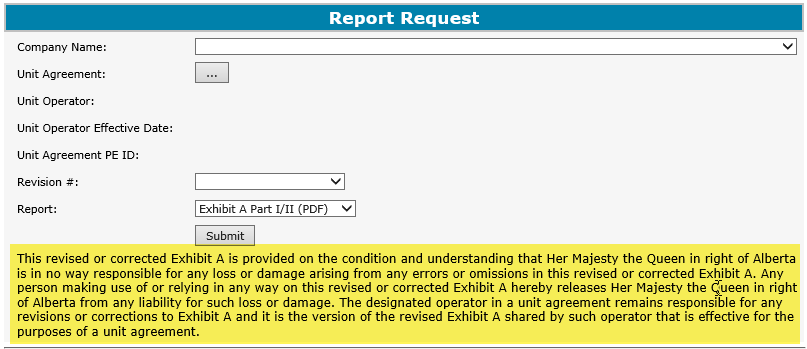 Report Request
Company Name:
Unit Agreement: ...
Unit Operator:
Unit Operator Effective Date:
Unit Agreement PE ID:
Revision #:
Report: Exhibit A Part I/II (PDF)
Submit
This revised or corrected Exhibit A is provided on the condition and understanding that Her Majesty the Queen in right of Alberta
is in no way responsible for any loss or damage arising from any errors or omissions in this revised or corrected Exhibit A. Any
person making use of or relying in any way on this revised or corrected Exhibit A hereby releases Her Majesty the Queen in right
of Alberta from any liability for such loss or damage. The designated operator in a unit agreement remains responsible for any
revisions or corrections to Exhibit A and it is the version of the revised Exhibit A shared by such operator that is effective for the
purposes of a unit agreement.